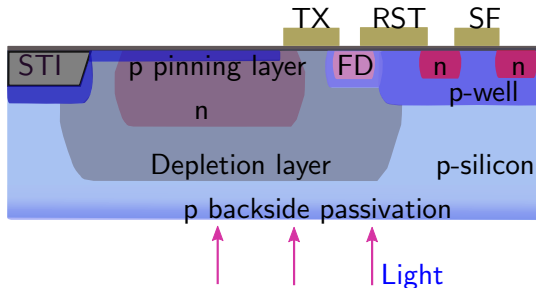 TX RST SF
STI p pinning layer FD n n
p-well
n
Depletion layer p-silicon
p backside passivation
Light